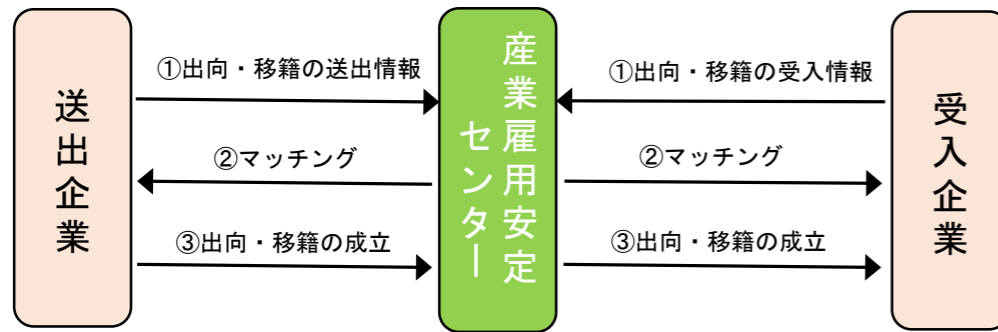 送出企業
①出向・移籍の送出情報
②マッチング
③出向・移籍の成立
産業雇用安定
センター
①出向・移籍の受入情報
②マッチング
③出向・移籍の成立
受入企業